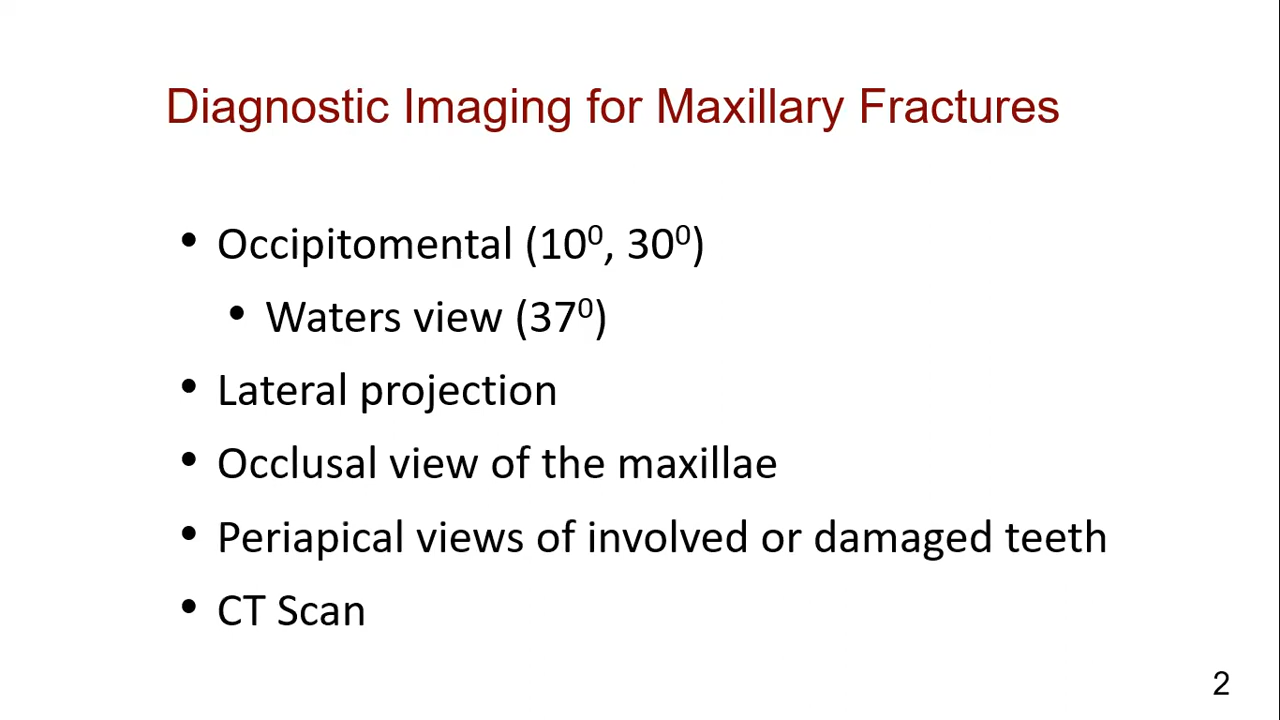 Diagnostic Imaging for Maxillary Fractures
• Occipitomental (10⁰, 30⁰)
• Waters view (37⁰)
• Lateral projection
• Occlusal view of the maxillae
• Periapical views of involved or damaged teeth
• CT Scan
2